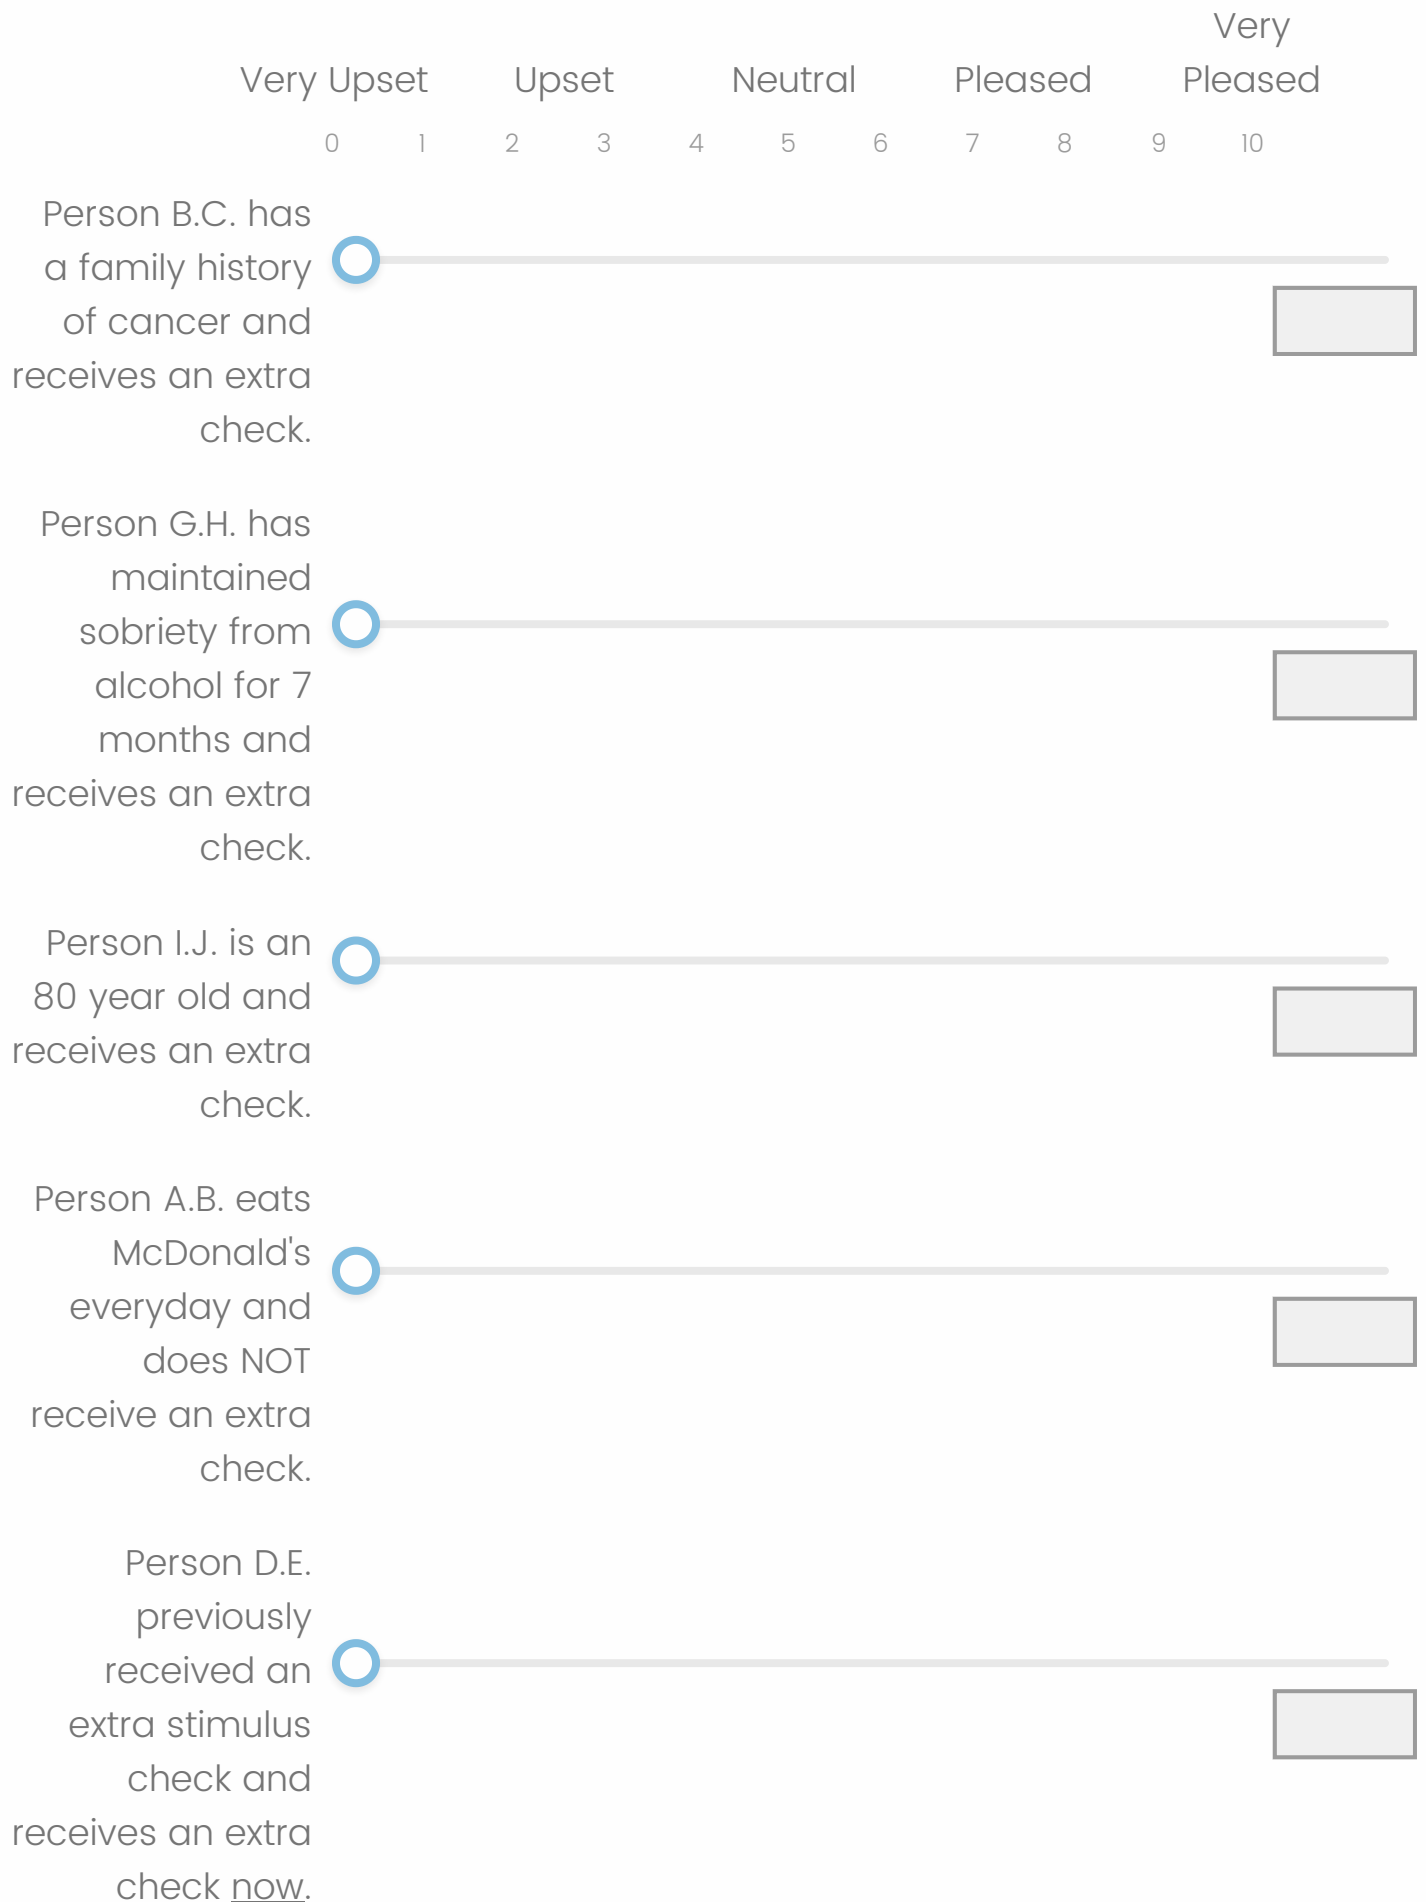 Very
Very Upset Upset Neutral Pleased Pleased
0 1 2 3 4 5 6 7 8 9 10
Person B.C. has
a family history
of cancer and
receives an extra
check.
Person G.H. has
maintained
sobriety from
alcohol for 7
months and
receives an extra
check.
Person I.J. is an
80 year old and
receives an extra
check.
Person A.B. eats
McDonald's
everyday and
does NOT
receive an extra
check.
Person D.E.
previously
received an
extra stimulus
check and
receives an extra
check now.